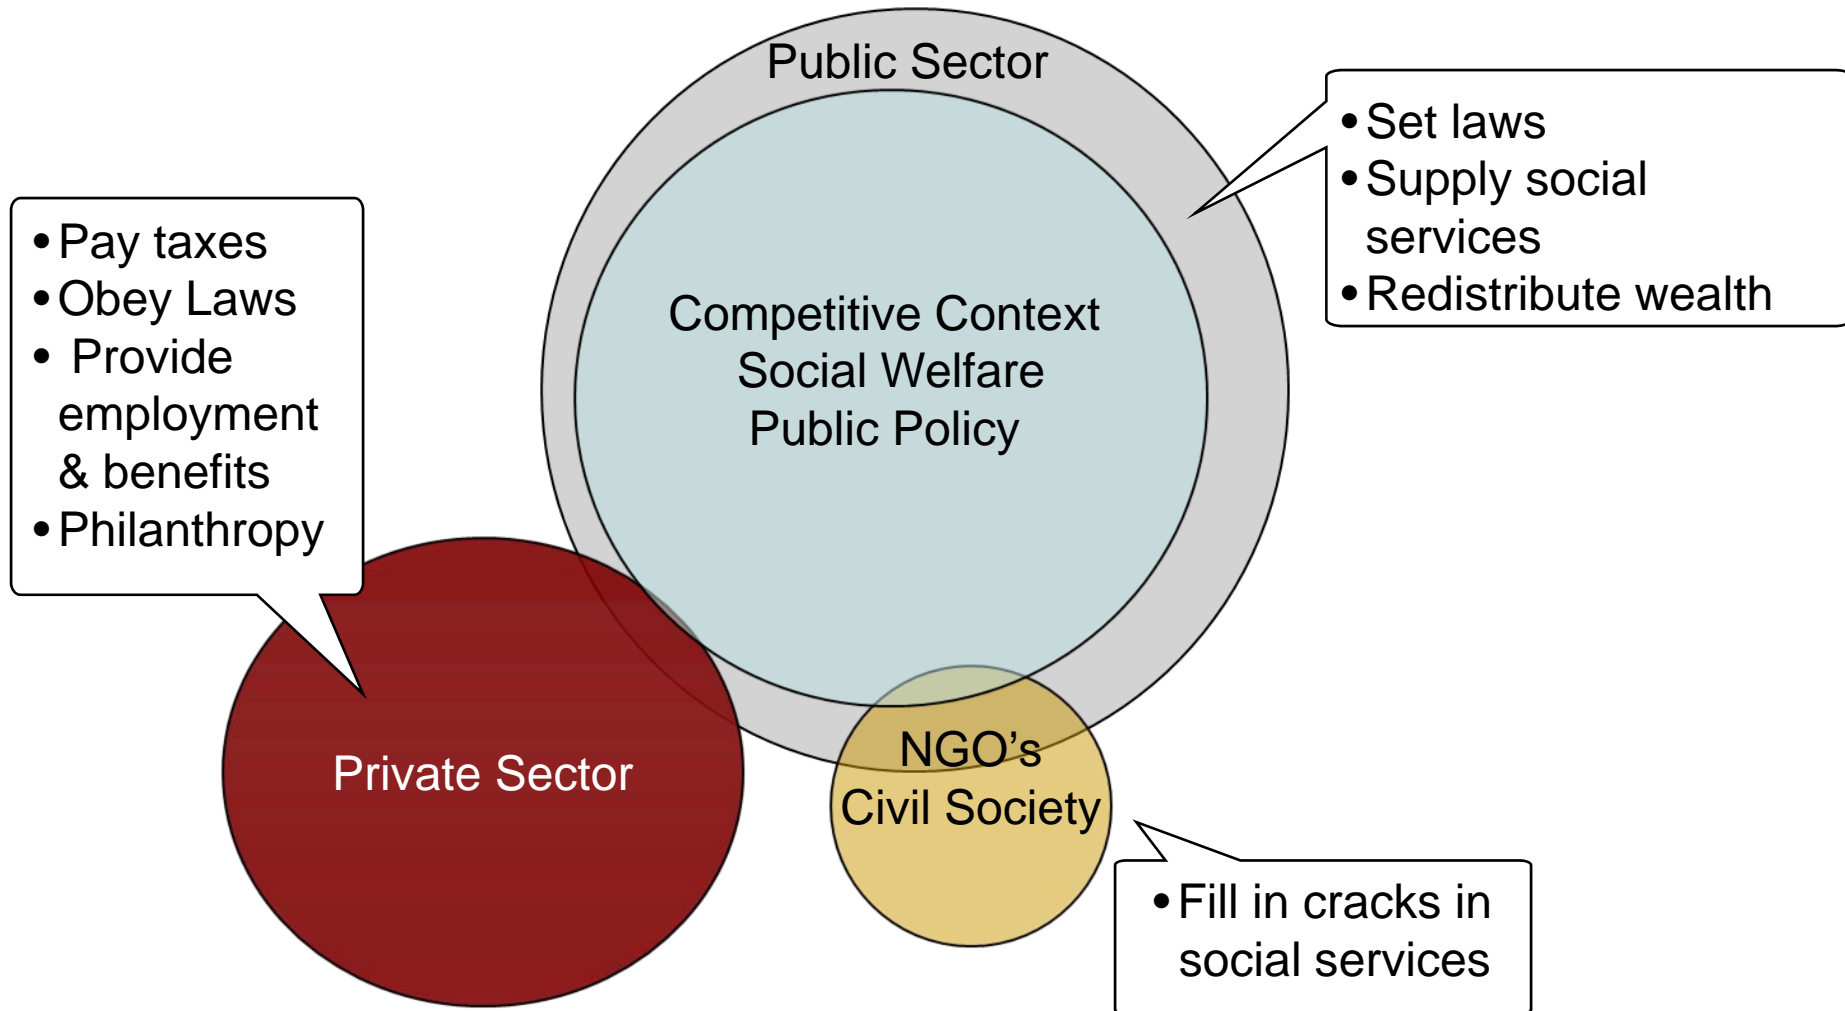 Public Sector
• Set laws
• Supply social
services
• Redistribute wealth
• Pay taxes
• Obey Laws
• Provide
employment
& benefits
• Philanthropy
Competitive Context
Social Welfare
Public Policy
Private Sector
NGO’s
Civil Society
• Fill in cracks in
social services